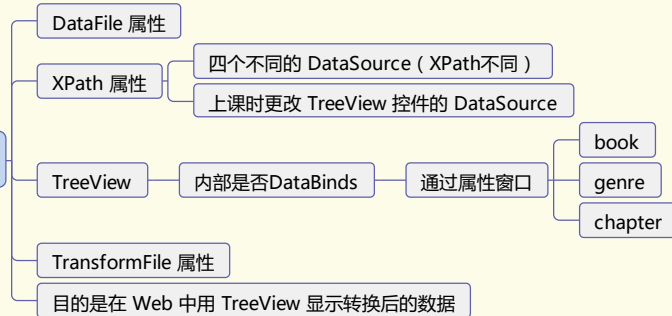 DataFile 属性
XPath 属性
四个不同的 DataSource（XPath不同）
上课时更改 TreeView 控件的 DataSource
TreeView
内部是否DataBinds
通过属性窗口
book
genre
chapter
TransformFile 属性
目的是在 Web 中用 TreeView 显示转换后的数据